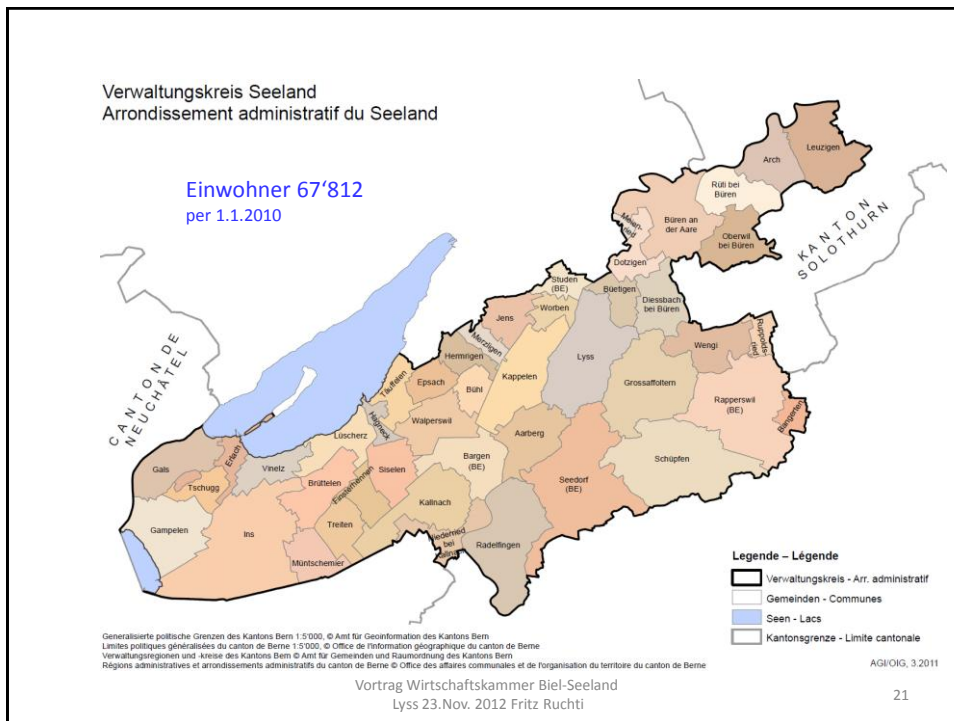 Verwaltungskreis Seeland
Arrondissement administratif du Seeland
Einwohner 67‘812
per 1.1.2010
CANTON DE
NEUCHÂTEL
KANTON
SOLOTHURN
Leuzigen
Arch
Rüti bei
Büren
Meien-
ried
Büren an
der Aare
Oberwil
bei Büren
Dotzigen
Studen
(BE)
Büetigen
Diessbach
bei Büren
Worben
Jens
Merzligen
Lyss
Wengi
Ruppolds-
ried
Hermrigen
Kappelen
Grossaffoltern
Täuffelen
Epsach
Bühl
Rapperswil
(BE)
Bangerten
Hagneck
Walperswil
Aarberg
Lüscherz
Erlach
Bargen
(BE)
Schüpfen
Gals
Vinelz
Siselen
Seedorf
(BE)
Tschugg
Brüttelen
Finsterhennen
Kallnach
Gampelen
Ins
Treiten
Niederried
bei
Kallnach
Radelfingen
Müntschemier
Legende – Légende
Verwaltungskreis - Arr. administratif
Gemeinden - Communes
Seen - Lacs
Kantonsgrenze - Limite cantonale
Generalisierte politische Grenzen des Kantons Bern 1:5'000, © Amt für Geoinformation des Kantons Bern
Limites politiques généralisées du canton de Berne 1:5'000, © Office de l'information géographique du canton de Berne
Verwaltungsregionen und -kreise des Kantons Bern © Amt für Gemeinden und Raumordnung des Kantons Bern
Régions administratives et arrondissements administratifs du canton de Berne © Office des affaires communales et de l'organisation du territoire du canton de Berne
AGI/OIG, 3.2011
Vortrag Wirtschaftskammer Biel-Seeland
Lyss 23.Nov. 2012 Fritz Ruchti
21